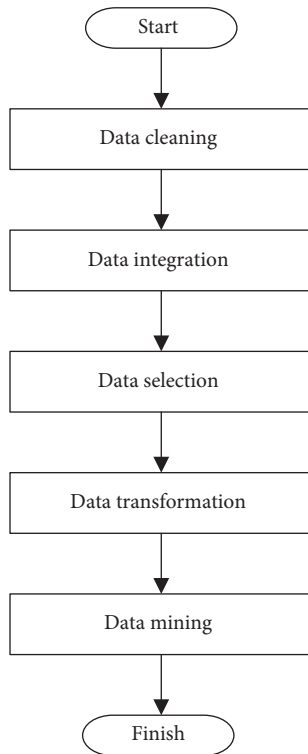 Start
Data cleaning
Data integration
Data selection
Data transformation
Data mining
Finish